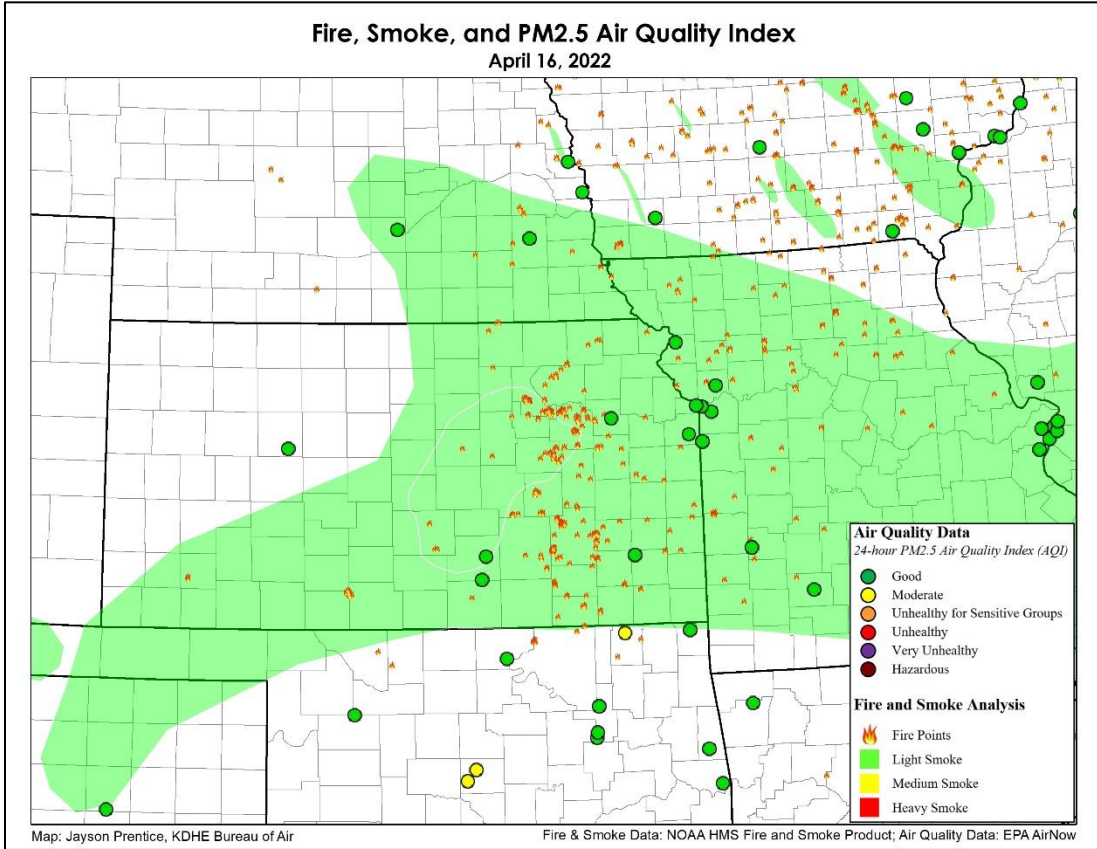 Fire, Smoke, and PM2.5 Air Quality Index
April 16, 2022
Air Quality Data
24-hour PM2.5 Air Quality Index (AQI)
Good
Moderate
Unhealthy for Sensitive Groups
Unhealthy
Very Unhealthy
Hazardous
Fire and Smoke Analysis
Fire Points
Light Smoke
Medium Smoke
Heavy Smoke
Map: Jayson Prentice, KDHE Bureau of Air
Fire & Smoke Data: NOAA HMS Fire and Smoke Product; Air Quality Data: EPA AirNow